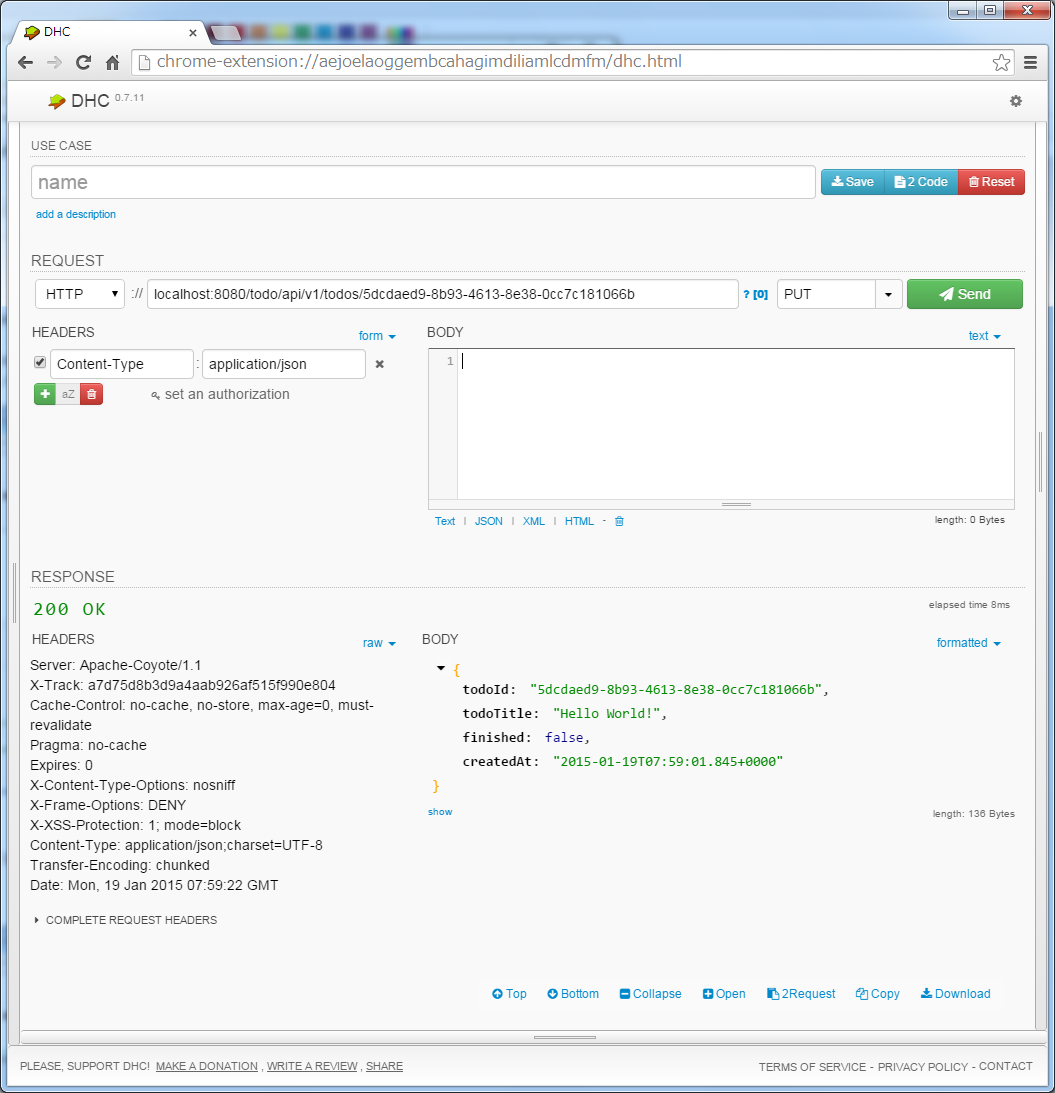 DHC
chrome-extension://aejoelaoggembcahagimdiliamlcdmfm/dhc.html
DHC 0.7.11
USE CASE
name
Save 2 Code Reset
add a description
REQUEST
HTTP :// localhost:8080/todo/api/v1/todos/5dcdaed9-8b93-4613-8e38-0cc7c181066b ? [0] PUT Send
HEADERS form BODY text
Content-Type : application/json 1
aZ set an authorization
Text | JSON | XML | HTML - length: 0 Bytes
RESPONSE
200 OK elapsed time 8ms
HEADERS raw BODY formatted
Server: Apache-Coyote/1.1
X-Track: a7d75d8b3d9a4aab926af515f990e804
Cache-Control: no-cache, no-store, max-age=0, must-
revalidate
Pragma: no-cache
Expires: 0
X-Content-Type-Options: nosniff
X-Frame-Options: DENY
X-XSS-Protection: 1; mode=block
Content-Type: application/json;charset=UTF-8
Transfer-Encoding: chunked
Date: Mon, 19 Jan 2015 07:59:22 GMT
{
todoId: "5dcdaed9-8b93-4613-8e38-0cc7c181066b",
todoTitle: "Hello World!",
finished: false,
createdAt: "2015-01-19T07:59:01.845+0000"
}
show length: 136 Bytes
COMPLETE REQUEST HEADERS
Top Bottom Collapse Open 2Request Copy Download
PLEASE, SUPPORT DHC! MAKE A DONATION , WRITE A REVIEW , SHARE TERMS OF SERVICE - PRIVACY POLICY - CONTACT